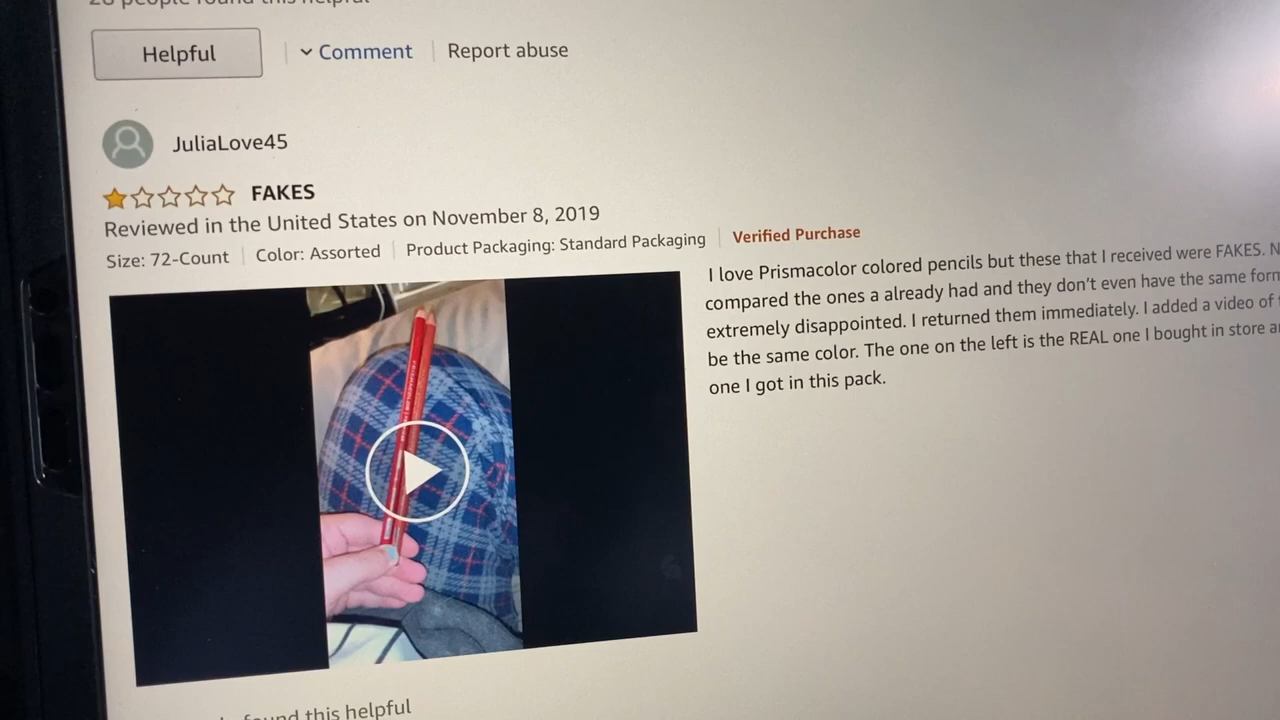 people found this helpful
Helpful
Comment
Report abuse
JuliaLove45
FAKES
Reviewed in the United States on November 8, 2019
Size: 72-Count
Color: Assorted
Product Packaging: Standard Packaging
Verified Purchase
I love Prismacolor colored pencils but these that I received were FAKES.
compared the ones a already had and they don't even have the same
extremely disappointed. I returned them immediately. I added a video of
be the same color. The one on the left is the REAL one I bought in store
one I got in this pack.
found this helpful